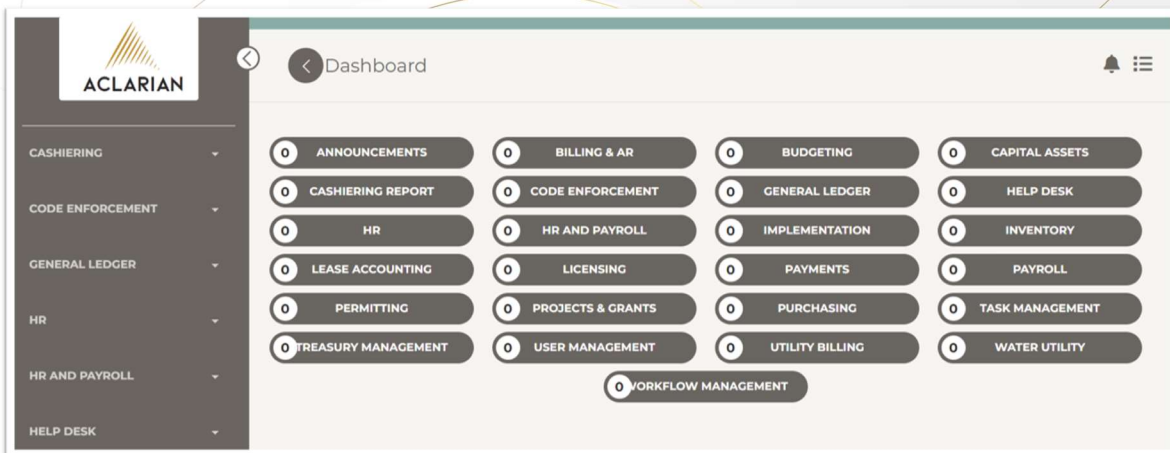 ACLARIAN
Dashboard
CASHIERING
CODE ENFORCEMENT
GENERAL LEDGER
HR
HR AND PAYROLL
HELP DESK
0 ANNOUNCEMENTS 0 BILLING & AR 0 BUDGETING 0 CAPITAL ASSETS
0 CASHIERING REPORT 0 CODE ENFORCEMENT 0 GENERAL LEDGER 0 HELP DESK
0 HR 0 HR AND PAYROLL 0 IMPLEMENTATION 0 INVENTORY
0 LEASE ACCOUNTING 0 LICENSING 0 PAYMENTS 0 PAYROLL
0 PERMITTING 0 PROJECTS & GRANTS 0 PURCHASING 0 TASK MANAGEMENT
0 TREASURY MANAGEMENT 0 USER MANAGEMENT 0 UTILITY BILLING 0 WATER UTILITY
0 WORKFLOW MANAGEMENT